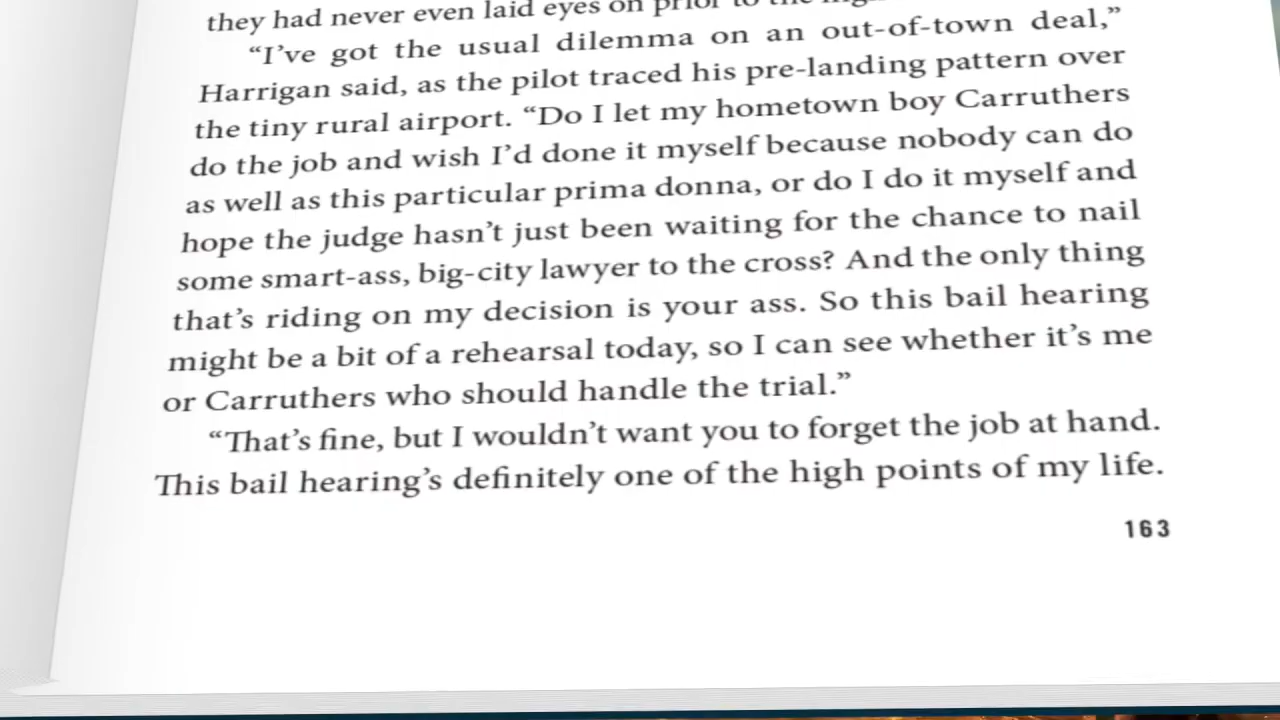 they had never even laid eyes on prior to the
“I’ve got the usual dilemma on an out-of-town deal,”
Harrigan said, as the pilot traced his pre-landing pattern over
the tiny rural airport. “Do I let my hometown boy Carruthers
do the job and wish I’d done it myself because nobody can do
as well as this particular prima donna, or do I do it myself and
hope the judge hasn’t just been waiting for the chance to nail
some smart-ass, big-city lawyer to the cross? And the only thing
that’s riding on my decision is your ass. So this bail hearing
might be a bit of a rehearsal today, so I can see whether it’s me
or Carruthers who should handle the trial.”
“That’s fine, but I wouldn’t want you to forget the job at hand.
This bail hearing’s definitely one of the high points of my life.
163